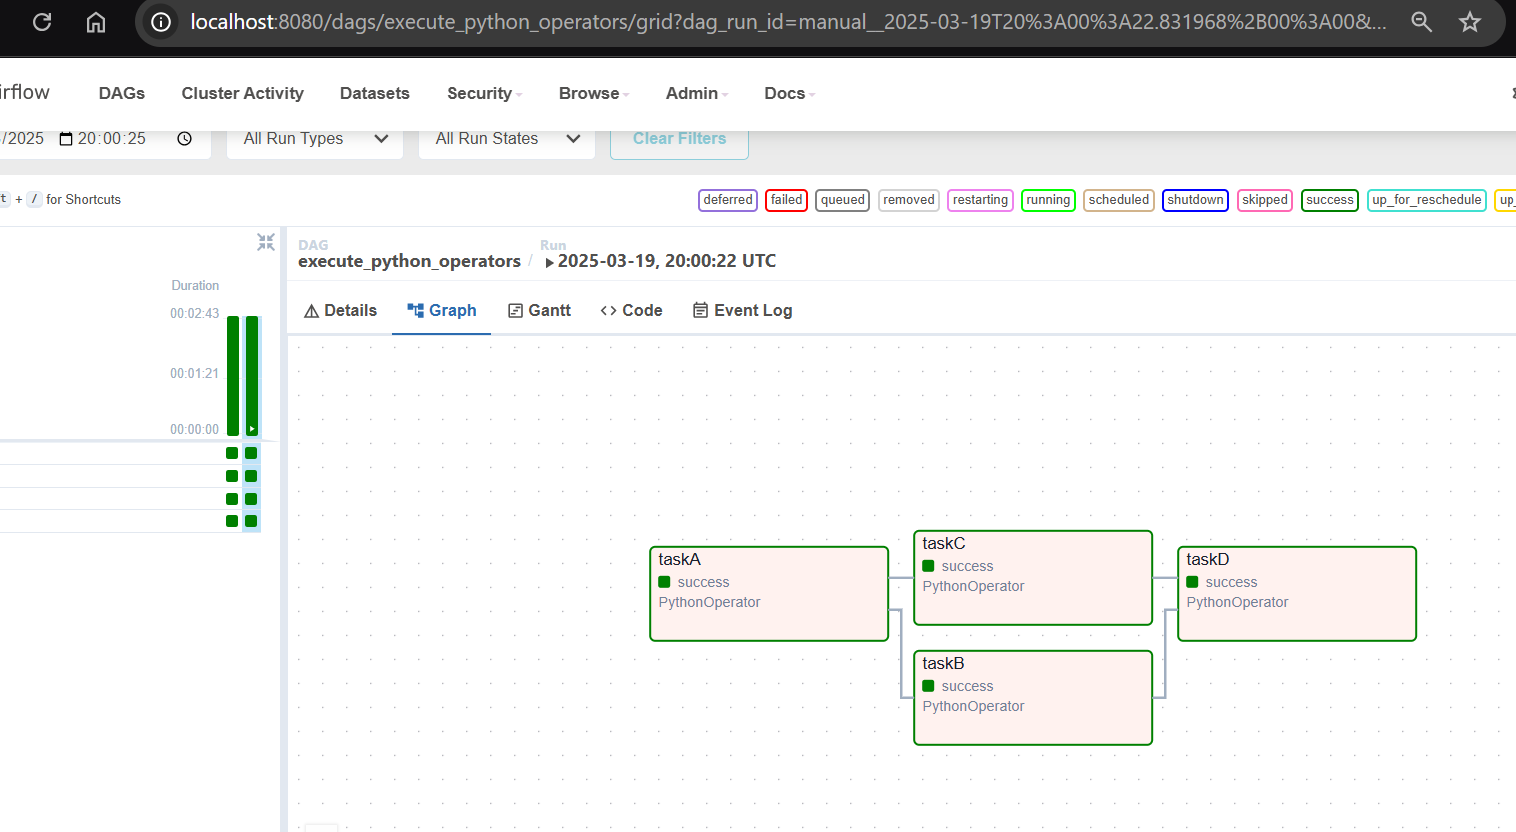 localhost:8080/dags/execute_python_operators/grid?dag_run_id=manual__2025-03-19T20%3A00%3A22.831968%2B00%3A00&...
irflow DAGs Cluster Activity Datasets Security Browse Admin Docs
/2025 20:00:25 All Run Types All Run States Clear Filters
t + / for Shortcuts
deferred failed queued removed restarting running scheduled shutdown skipped success up_for_reschedule up_
DAG Run
execute_python_operators / 2025-03-19, 20:00:22 UTC
Duration
00:02:43
00:01:21
00:00:00
Details Graph Gantt Code Event Log
taskA
success
PythonOperator
taskC
success
PythonOperator
taskB
success
PythonOperator
taskD
success
PythonOperator